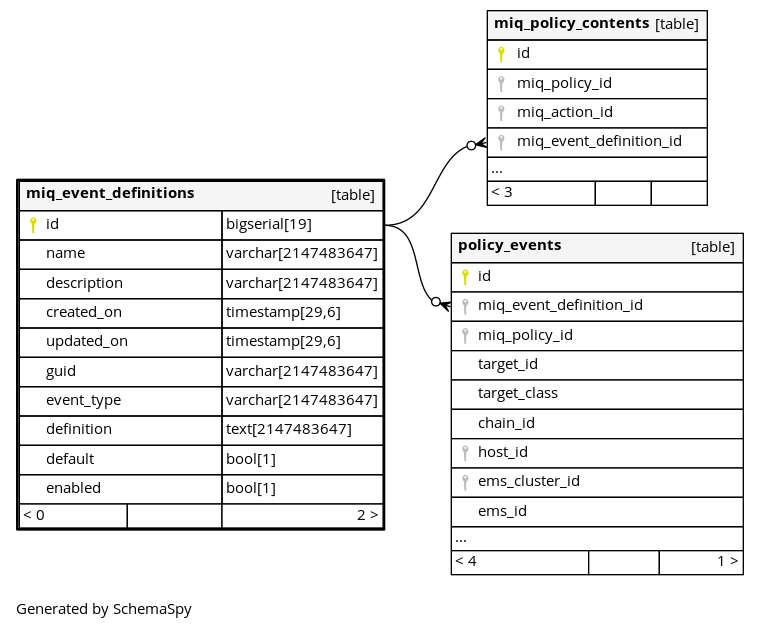 miq_policy_contents [table]
id
miq_policy_id
miq_action_id
miq_event_definition_id
...
< 3
miq_event_definitions [table]
id bigserial[19]
name varchar[2147483647]
description varchar[2147483647]
created_on timestamp[29,6]
updated_on timestamp[29,6]
guid varchar[2147483647]
event_type varchar[2147483647]
definition text[2147483647]
default bool[1]
enabled bool[1]
< 0 2 >
policy_events [table]
id
miq_event_definition_id
miq_policy_id
target_id
target_class
chain_id
host_id
ems_cluster_id
ems_id
...
< 4 1 >
Generated by SchemaSpy